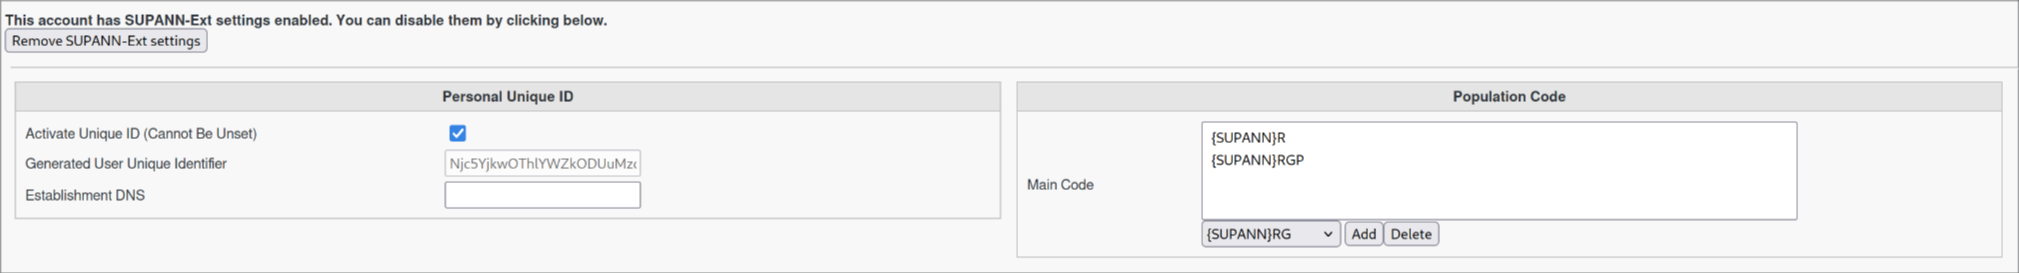 This account has SUPANN-Ext settings enabled. You can disable them by clicking below.
Remove SUPANN-Ext settings
Personal Unique ID
Activate Unique ID (Cannot Be Unset)
Generated User Unique Identifier
Establishment DNS
Population Code
Main Code
{SUPANN}R
{SUPANN}RGP
{SUPANN}RG
Add
Delete